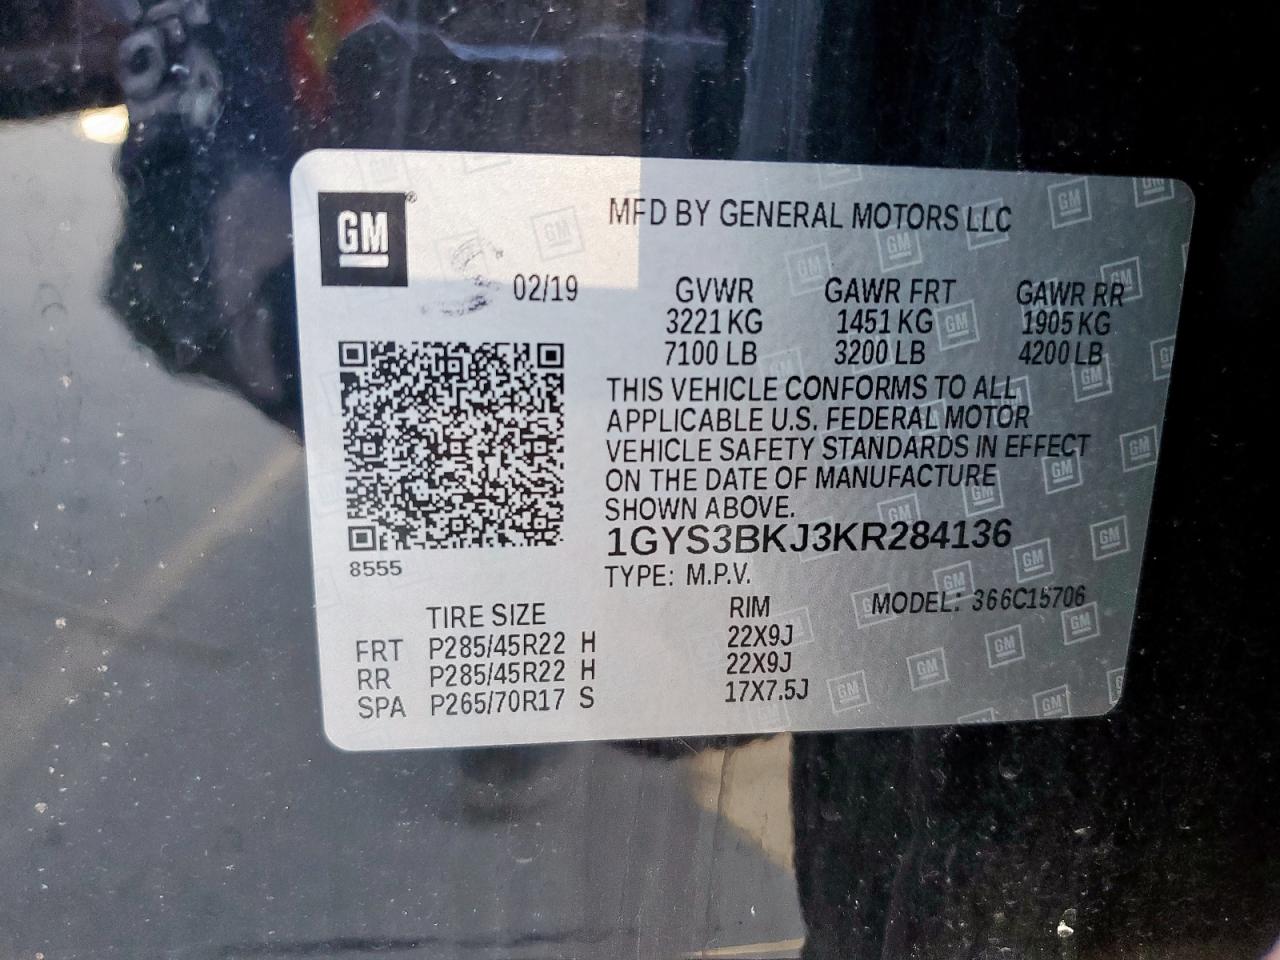 GM®
MFD BY GENERAL MOTORS LLC
02/19
GVWR GAWR FRT GAWR RR
3221 KG 1451 KG 1905 KG
7100 LB 3200 LB 4200 LB
THIS VEHICLE CONFORMS TO ALL
APPLICABLE U.S. FEDERAL MOTOR
VEHICLE SAFETY STANDARDS IN EFFECT
ON THE DATE OF MANUFACTURE
SHOWN ABOVE.
1GYS3BKJ3KR284136
8555
TYPE: M.P.V.
MODEL: 366C15706
TIRE SIZE RIM
FRT P285/45R22 H 22X9J
RR P285/45R22 H 22X9J
SPA P265/70R17 S 17X7.5J